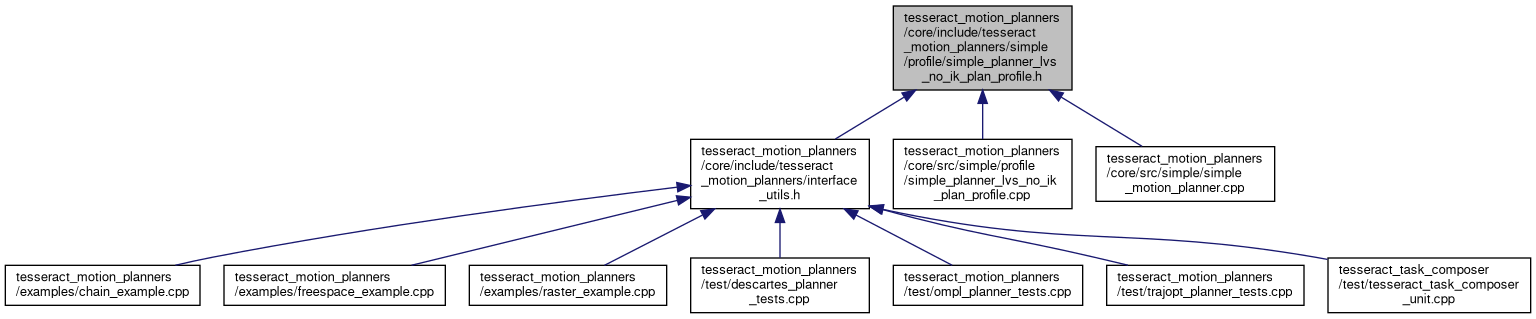 tesseract_motion_planners
/core/include/tesseract
_motion_planners/simple
/profile/simple_planner_lvs
_no_ik_plan_profile.h
tesseract_motion_planners
/core/include/tesseract
_motion_planners/interface
_utils.h
tesseract_motion_planners
/core/src/simple/profile
/simple_planner_lvs_no_ik
_plan_profile.cpp
tesseract_motion_planners
/core/src/simple/simple
_motion_planner.cpp
tesseract_motion_planners
/examples/chain_example.cpp
tesseract_motion_planners
/examples/freespace_example.cpp
tesseract_motion_planners
/examples/raster_example.cpp
tesseract_motion_planners
/test/descartes_planner
_tests.cpp
tesseract_motion_planners
/test/ompl_planner_tests.cpp
tesseract_motion_planners
/test/trajopt_planner_tests.cpp
tesseract_task_composer
/test/tesseract_task_composer
_unit.cpp